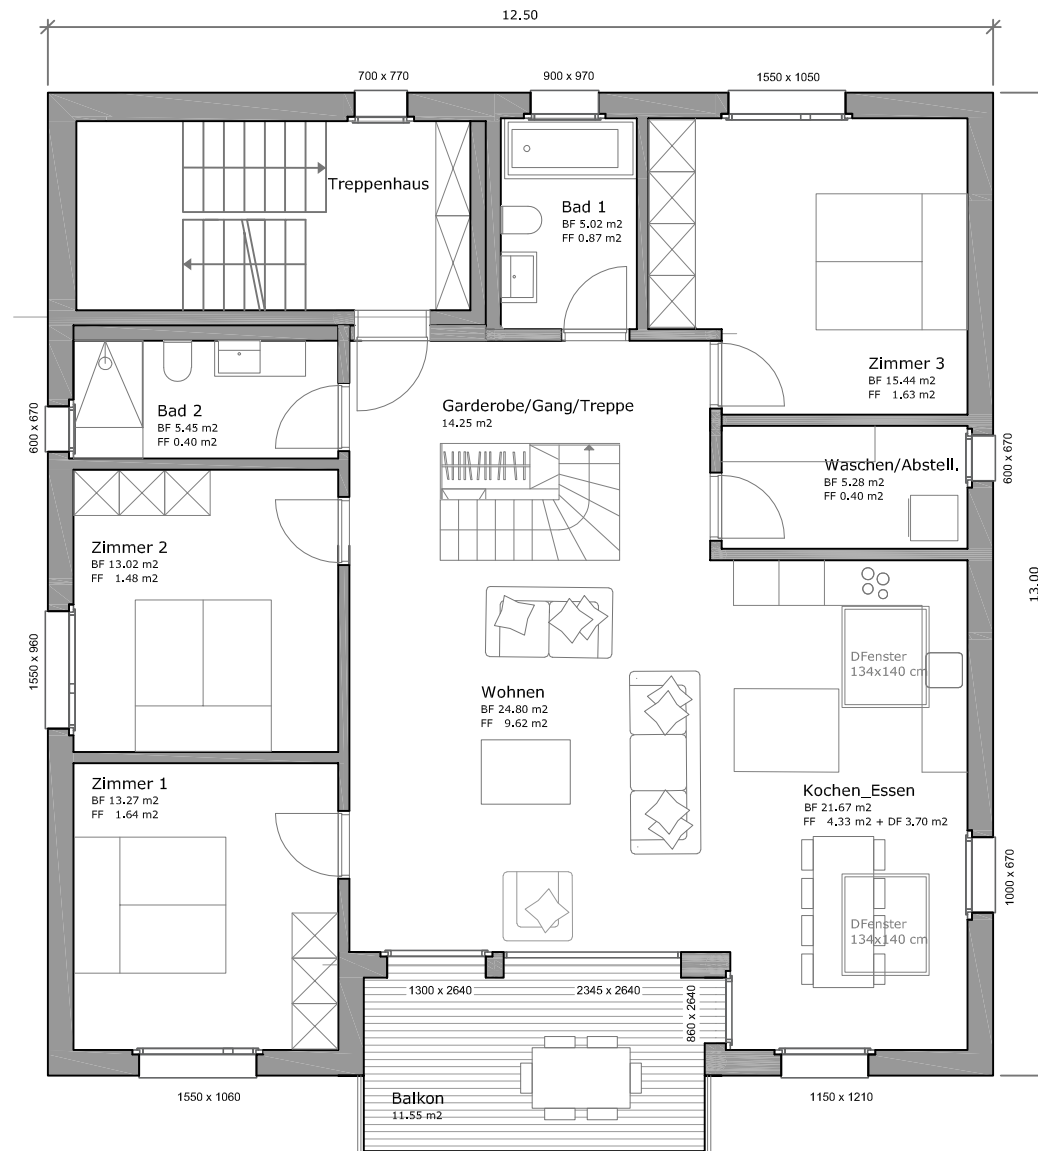 12.50
700 x 770
900 x 970
1550 x 1050
Treppenhaus
Bad 1
BF 5.02 m2
FF 0.87 m2
Zimmer 3
BF 15.44 m2
FF 1.63 m2
Bad 2
BF 5.45 m2
FF 0.40 m2
600 x 670
Garderobe/Gang/Treppe
14.25 m2
Waschen/Abstell.
BF 5.28 m2
FF 0.40 m2
600 x 670
Zimmer 2
BF 13.02 m2
FF 1.48 m2
13.00
1550 x 960
DFenster
134x140 cm
Wohnen
BF 24.80 m2
FF 9.62 m2
Zimmer 1
BF 13.27 m2
FF 1.64 m2
Kochen_Essen
BF 21.67 m2
FF 4.33 m2 + DF 3.70 m2
1000 x 670
DFenster
134x140 cm
1300 x 2640
2345 x 2640
860 x 2640
1550 x 1060
Balkon
11.55 m2
1150 x 1210